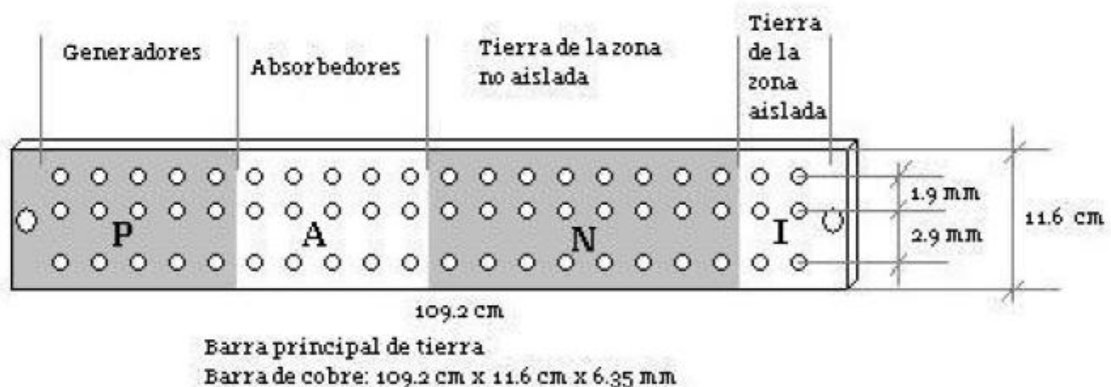 Generadores
Absorbedores
Tierra de la zona
no aislada
Tierra
de la
zona
aislada
P
A
N
I
1.9 mm
2.9 mm
11.6 cm
109.2 cm
Barra principal de tierra
Barra de cobre: 109.2 cm x 11.6 cm x 6.35 mm